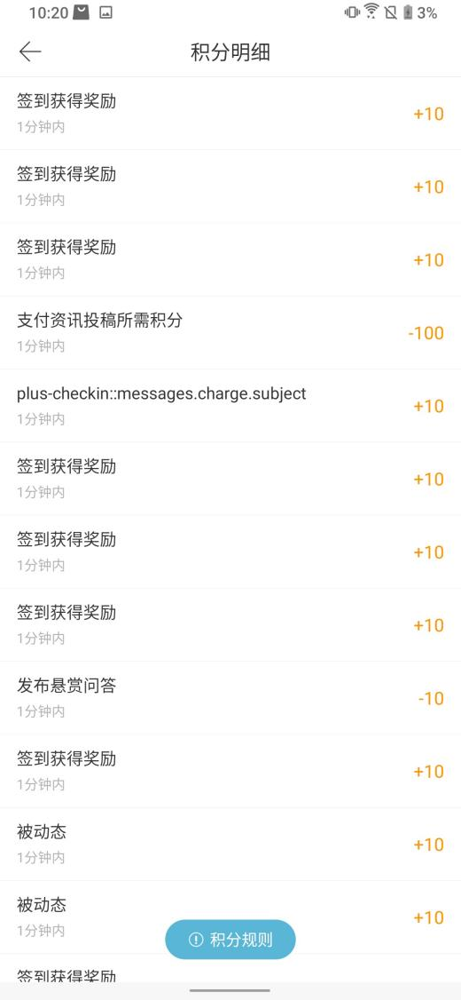 10:20
3%
积分明细
签到获得奖励
+10
1分钟内
签到获得奖励
+10
1分钟内
签到获得奖励
+10
1分钟内
支付资讯投稿所需积分
-100
1分钟内
plus-checkin::messages.charge.subject
+10
1分钟内
签到获得奖励
+10
1分钟内
签到获得奖励
+10
1分钟内
签到获得奖励
+10
1分钟内
发布悬赏问答
-10
1分钟内
签到获得奖励
+10
1分钟内
被动态
+10
1分钟内
被动态
+10
1分钟内
积分规则
签到获得奖励